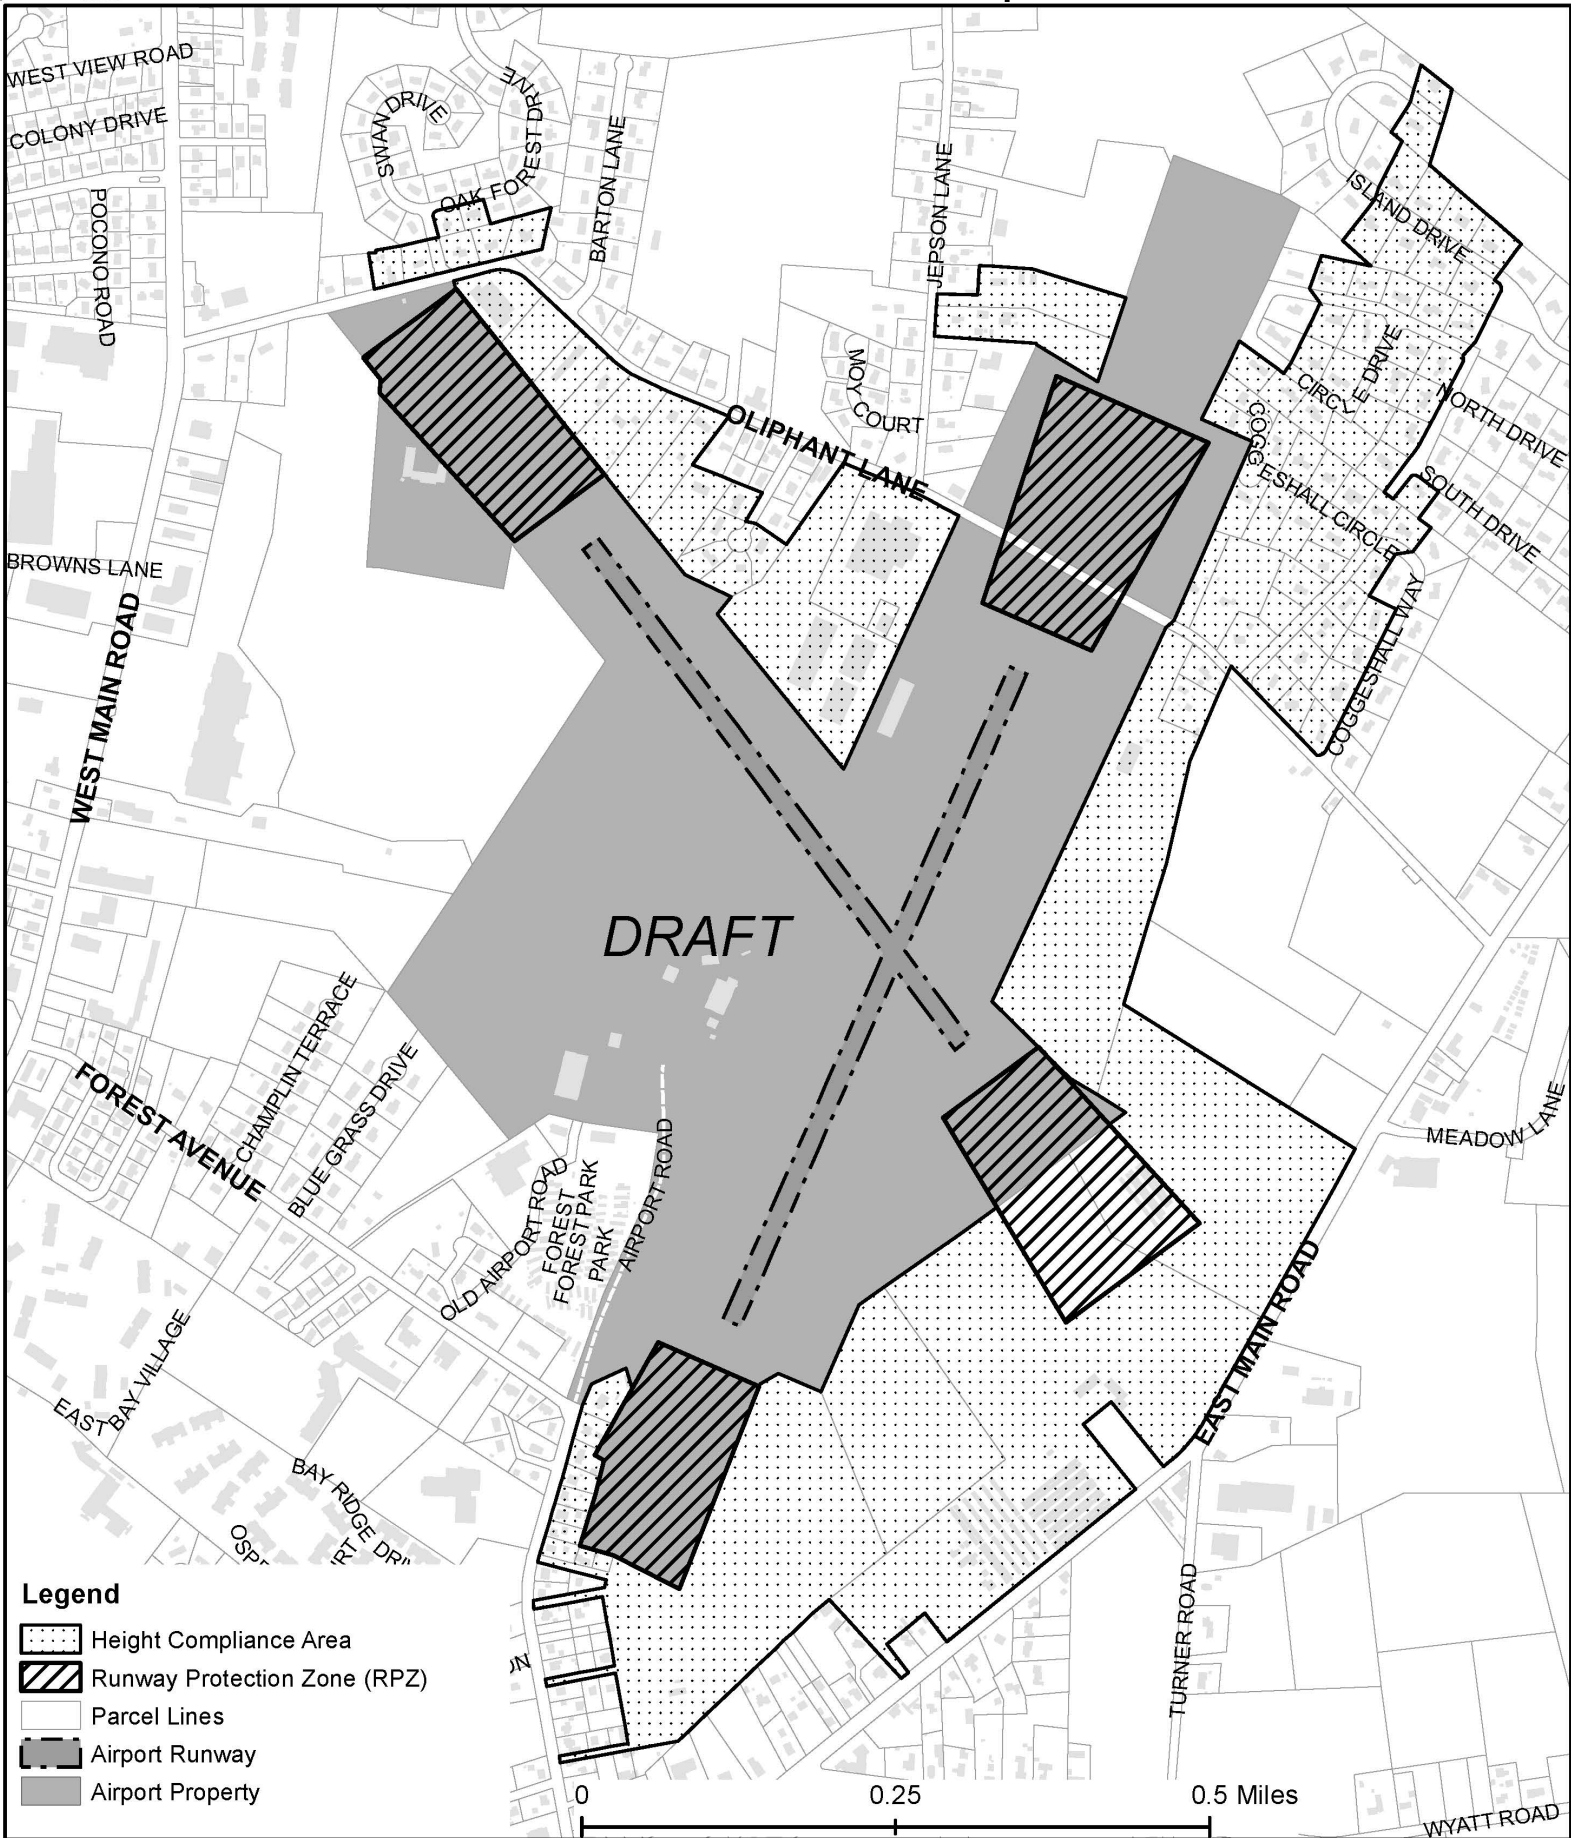 WEST VIEW ROAD
COLONY DRIVE
POCONO ROAD
SWAN DRIVE
OAK FOREST DRIVE
BARTON LANE
JEPSON LANE
MOY COURT
OLIPHANT LANE
ISLAND DRIVE
CIRCLE DRIVE
NORTH DRIVE
SOUTH DRIVE
COGGESHALL CIRCLE
COGGESHALL WAY
BROWNS LANE
WEST MAIN ROAD
DRAFT
CHAMPLIN TERRACE
BLUE GRASS DRIVE
FOREST AVENUE
OLD AIRPORT ROAD
FOREST
FOREST PARK
PARK
AIRPORT ROAD
MEADOW LANE
EAST MAIN ROAD
EAST
BAY VILLAGE
BAY RIDGE DRI
TURNER ROAD
WYATT ROAD
Legend
Height Compliance Area
Runway Protection Zone (RPZ)
Parcel Lines
Airport Runway
Airport Property
0 0.25 0.5 Miles